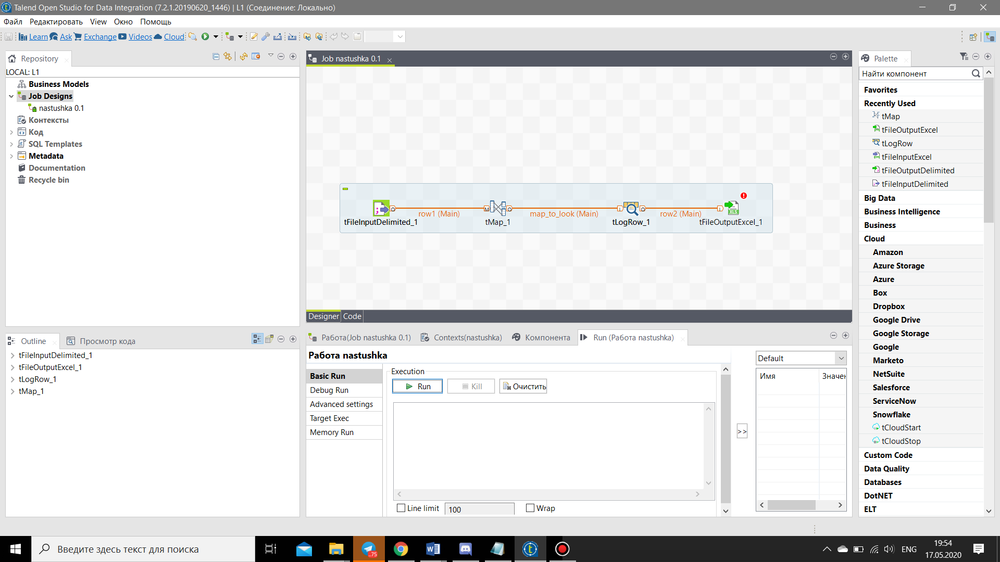 Talend Open Studio for Data Integration (7.2.1.20190620_1446) | L1 (Соединение: Локально)
Файл Редактировать View Окно Помощь
Learn Ask Exchange Videos Cloud
Repository
LOCAL: L1
Business Models
Job Designs
nastushka 0.1
Контексты
Код
SQL Templates
Metadata
Documentation
Recycle bin
Outline
Просмотр кода
tFileInputDelimited_1
tFileOutputExcel_1
tLogRow_1
tMap_1
Job nastushka 0.1
row1 (Main)
map_to_look (Main)
row2 (Main)
tFileInputDelimited_1
tMap_1
tLogRow_1
tFileOutputExcel_1
XLS
Designer
Code
Работа(Job nastushka 0.1)
Contexts(nastushka)
Компонента
Run (Работа nastushka)
Работа nastushka
Basic Run
Debug Run
Advanced settings
Target Exec
Memory Run
Execution
Run
Kill
Очистить
Line limit
100
Wrap
>>
Default
Имя
Значен
Palette
Найти компонент
Favorites
Recently Used
tMap
tFileOutputExcel
tLogRow
tFileInputExcel
tFileOutputDelimited
tFileInputDelimited
Big Data
Business Intelligence
Business
Cloud
Amazon
Azure Storage
Azure
Box
Dropbox
Google Drive
Google Storage
Google
Marketo
NetSuite
Salesforce
ServiceNow
Snowflake
tCloudStart
tCloudStop
Custom Code
Data Quality
Databases
DotNET
ELT
Введите здесь текст для поиска
..75
ENG
19:54
17.05.2020